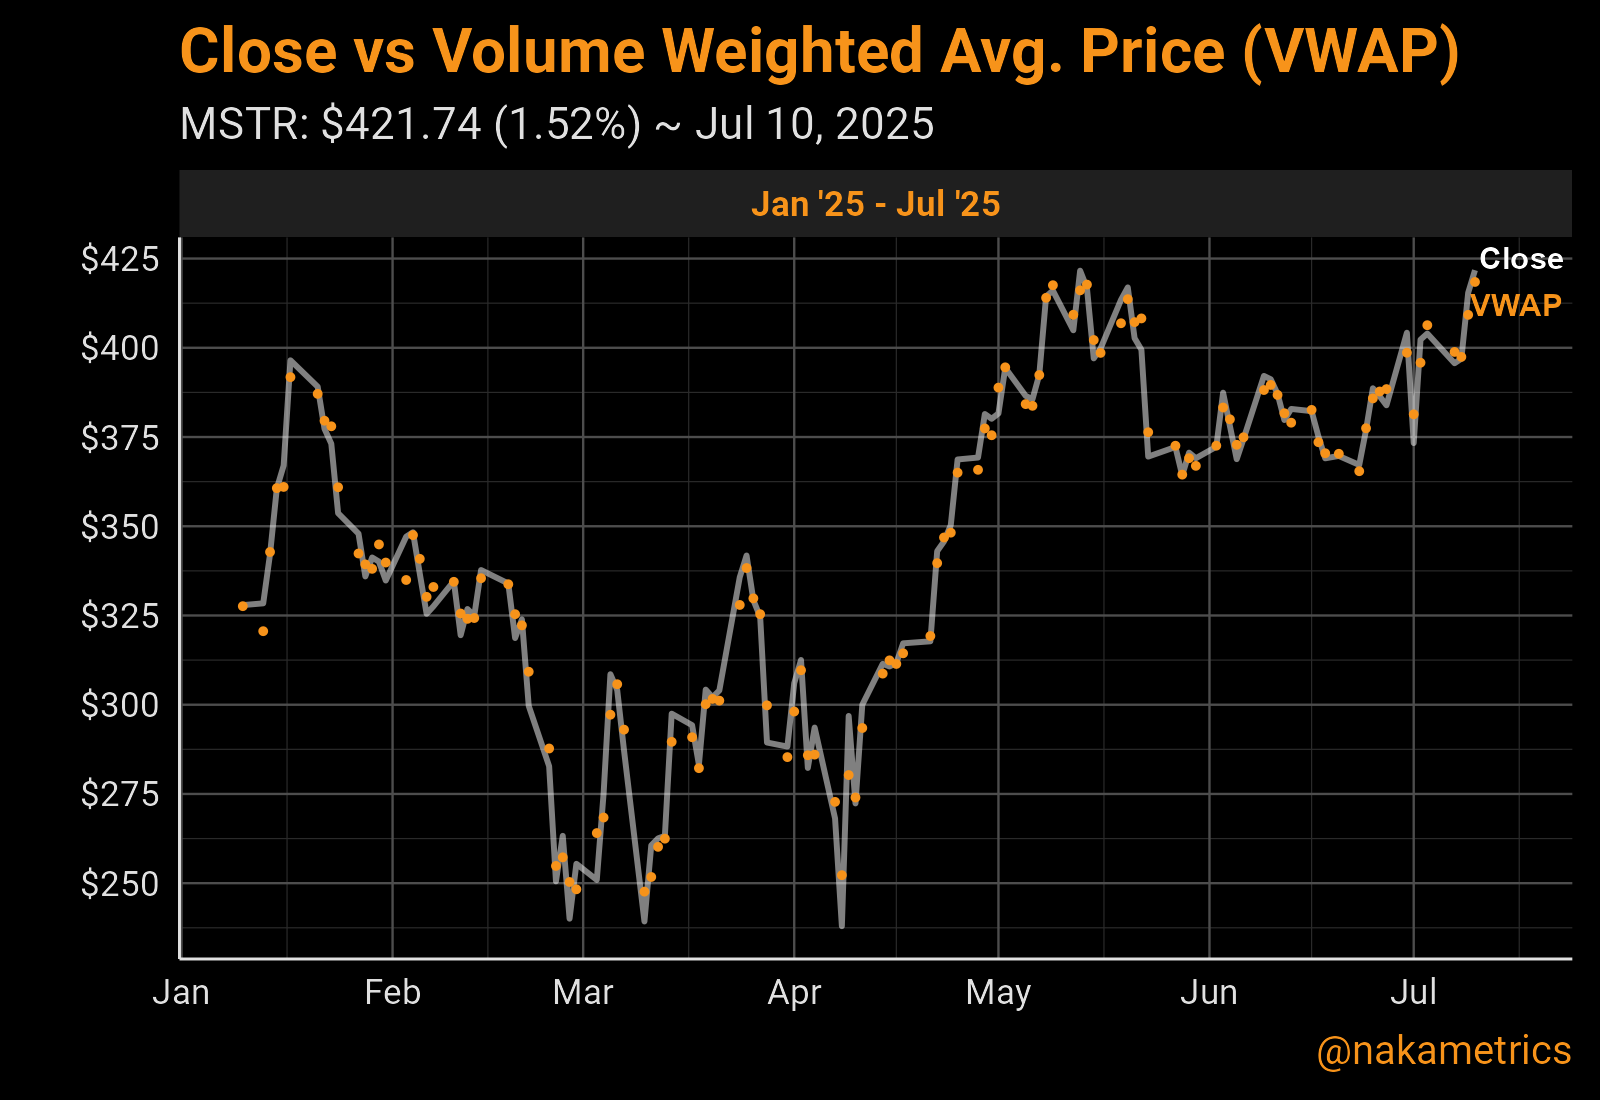 Close vs Volume Weighted Avg. Price (VWAP)
MSTR: $421.74 (1.52%) ~ Jul 10, 2025
Jan '25 - Jul '25
$425
Close
VWAP
$400
$375
$350
$325
$300
$275
$250
Jan Feb Mar Apr May Jun Jul
@nakametrics